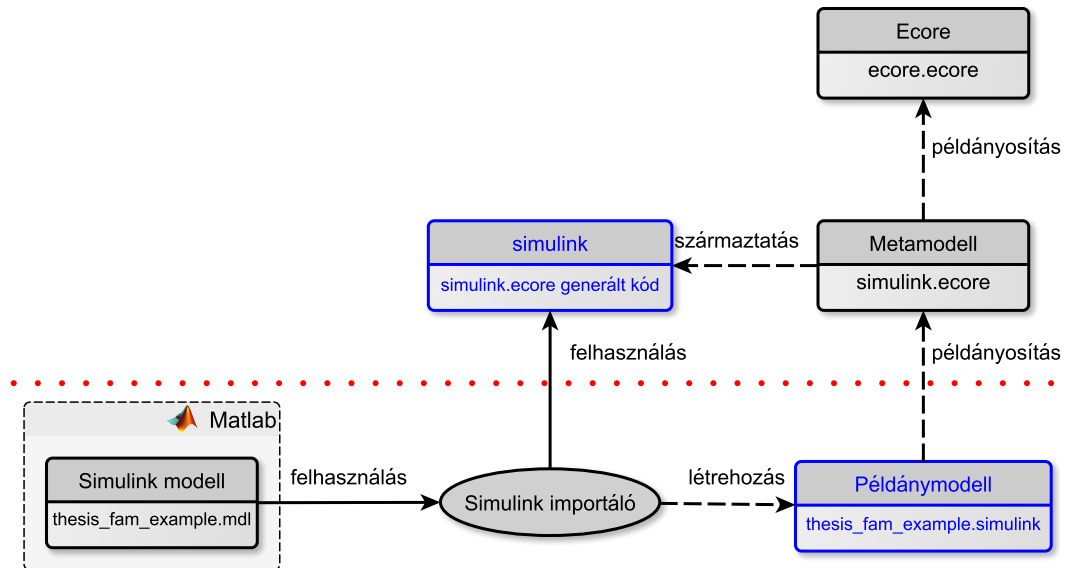 Ecore
ecore.ecore
példányosítás
simulink
simulink.ecore generált kód
származtatás
Metamodell
simulink.ecore
felhasználás
példányosítás
Matlab
Simulink modell
thesis_fam_example.mdl
felhasználás
Simulink importáló
létrehozás
Példánymodell
thesis_fam_example.simulink